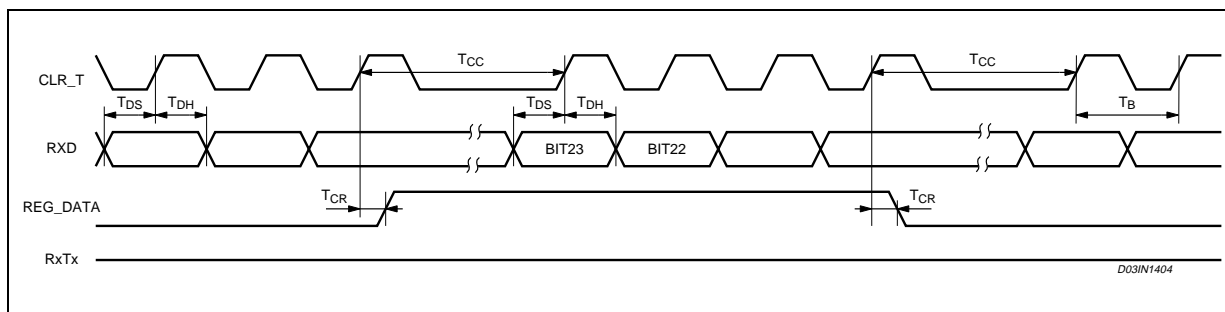 CLR_T
TCC
TCC
TDS
TDH
TDS
TDH
TB
RXD
BIT23
BIT22
TCR
TCR
REG_DATA
RxTx
D03IN1404